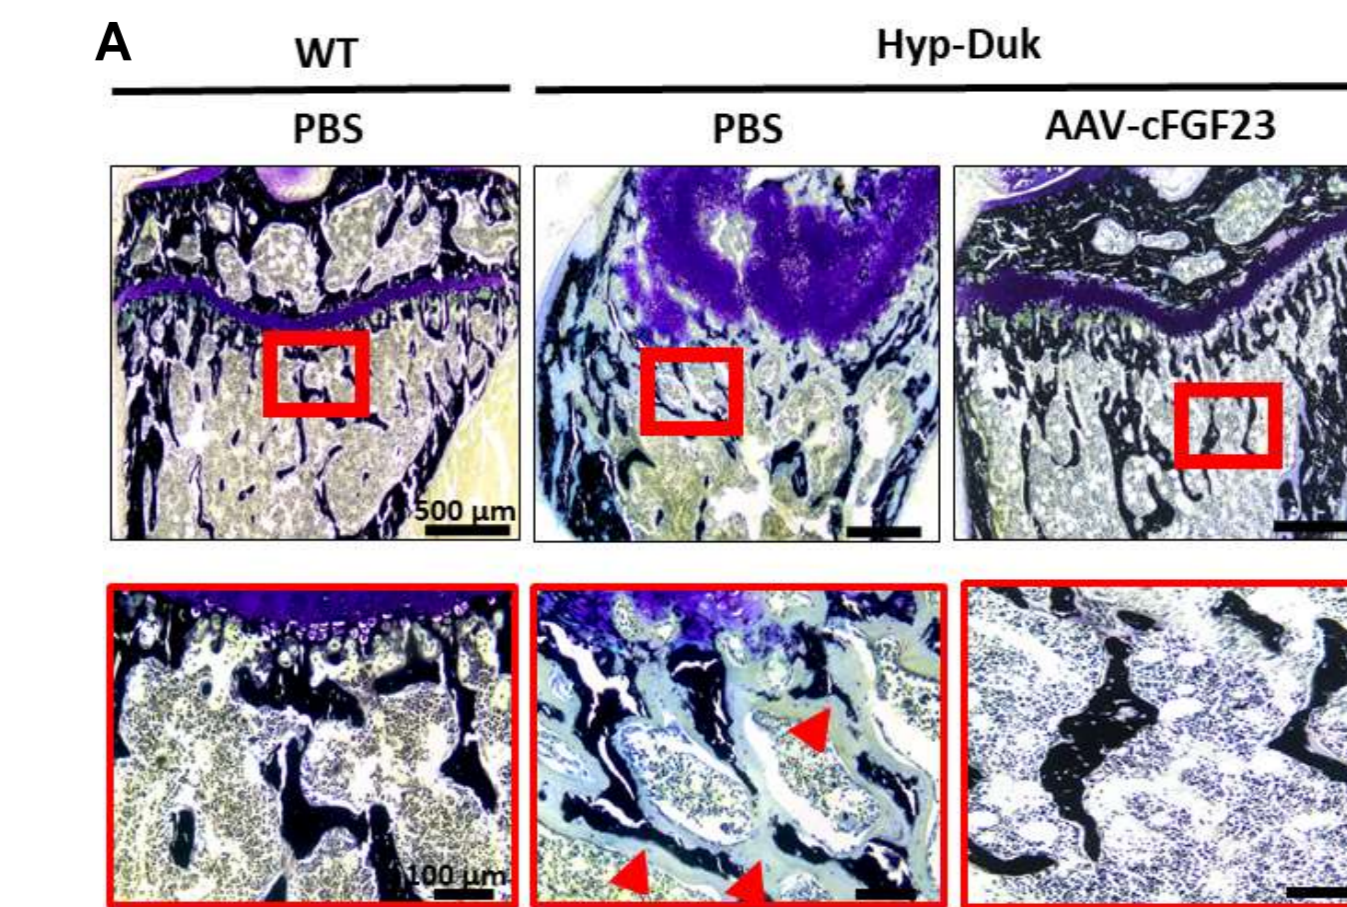 A
WT
Hyp-Duk
PBS
PBS
AAV-cFGF23
500 μm
100 μm